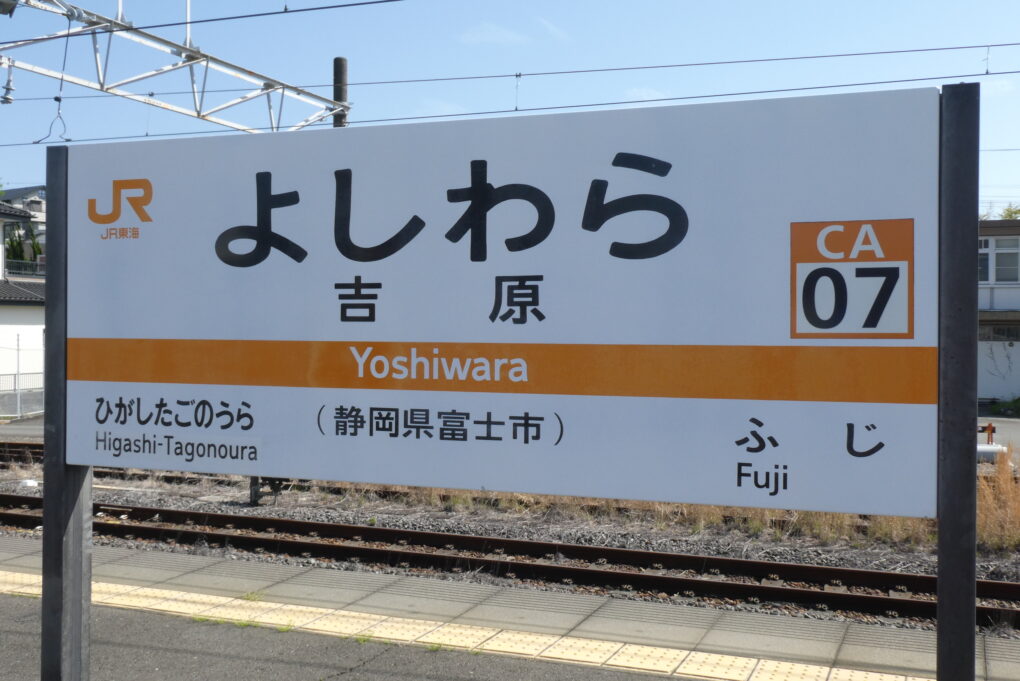 JR
JR東海
よしわら
吉原
CA
07
Yoshiwara
ひがしたごのうら
Higashi-Tagonoura
(静岡県富士市)
ふじ
Fuji